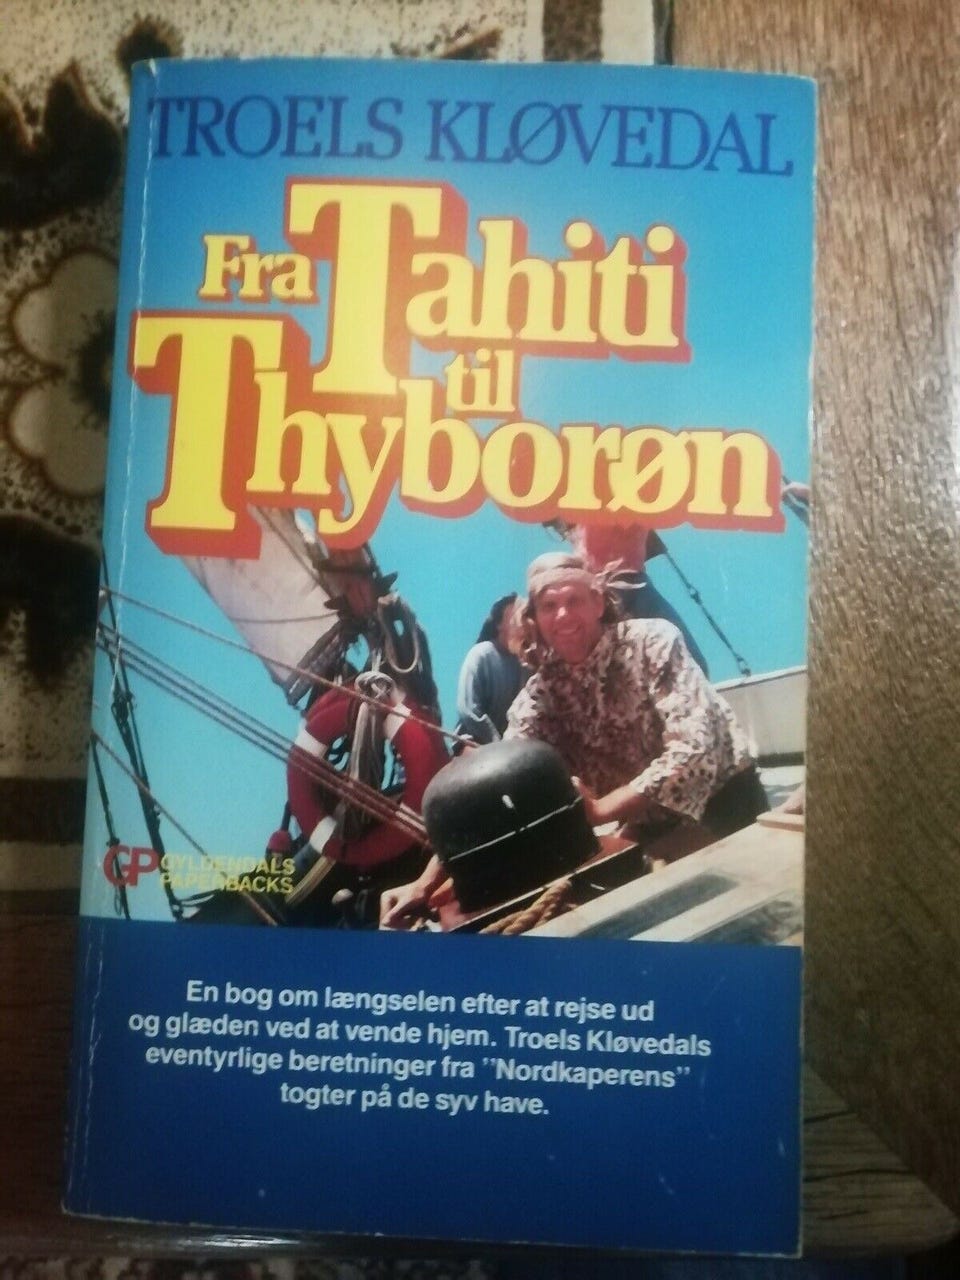 TROELS KLØVEDAL
Fra Tahiti
til
Thyborøn
GP GYLDENDALS
PAPERBACKS
En bog om længselen efter at rejse ud
og glæden ved at vende hjem. Troels Kløvedals
eventyrlige beretninger fra "Nordkaperens"
togter på de syv have.